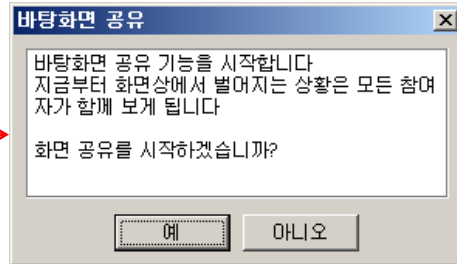 바탕화면 공유
바탕화면 공유 기능을 시작합니다
지금부터 화면상에서 벌어지는 상황은 모든 참여
자가 함께 보게 됩니다
화면 공유를 시작하겠습니까?
예
아니오